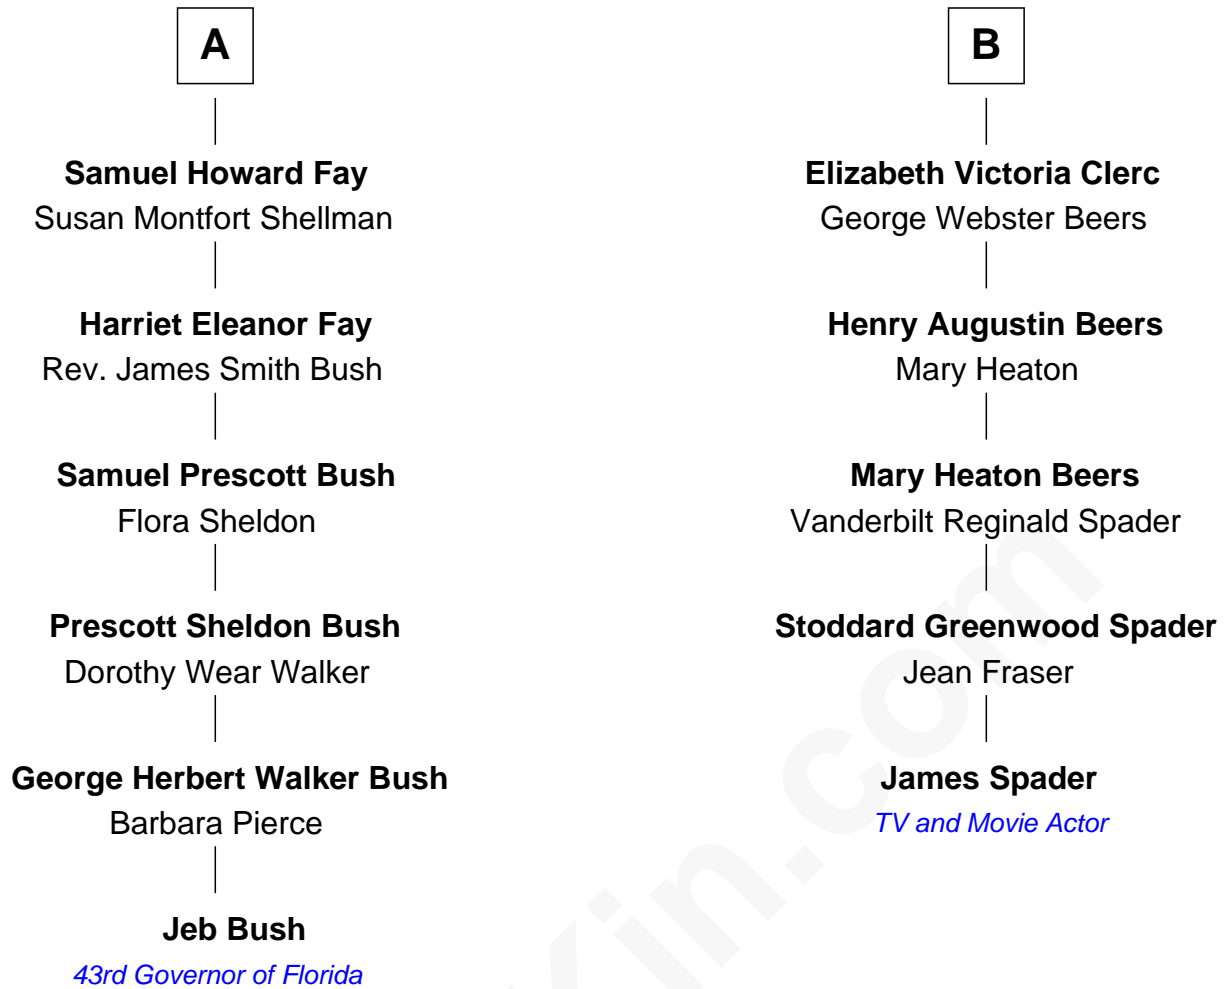 A
Samuel Howard Fay
Susan Montfort Shellman
Harriet Eleanor Fay
Rev. James Smith Bush
Samuel Prescott Bush
Flora Sheldon
Prescott Sheldon Bush
Dorothy Wear Walker
George Herbert Walker Bush
Barbara Pierce
Jeb Bush
43rd Governor of Florida
B
Elizabeth Victoria Clerc
George Webster Beers
Henry Augustin Beers
Mary Heaton
Mary Heaton Beers
Vanderbilt Reginald Spader
Stoddard Greenwood Spader
Jean Fraser
James Spader
TV and Movie Actor